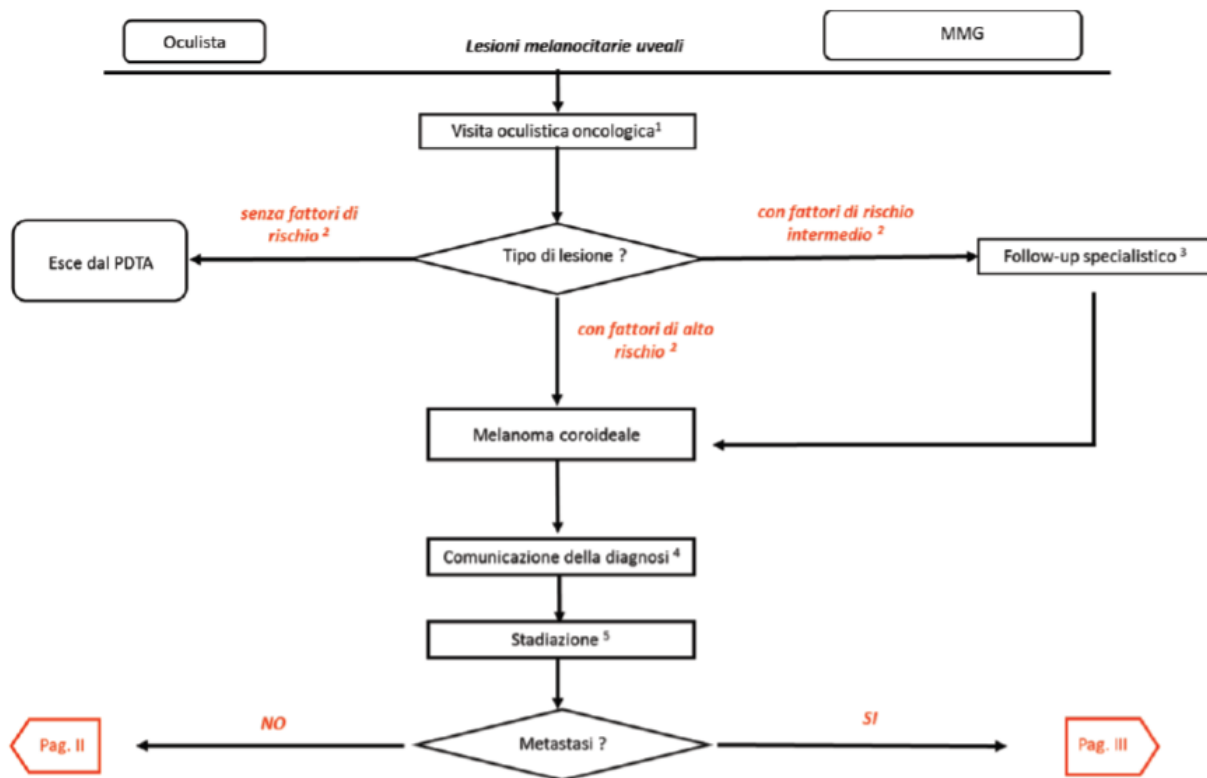 Oculista
Lesioni melanocitarie uveali
MMG
Visita oculistica oncologica¹
senza fattori di
rischio ²
con fattori di rischio
intermedio ²
Esce dal PDTA
Tipo di lesione ?
Follow-up specialistico ³
con fattori di alto
rischio ²
Melanoma coroideale
Comunicazione della diagnosi ⁴
Stadiazione ⁵
NO
SI
Pag. II
Metastasi ?
Pag. III